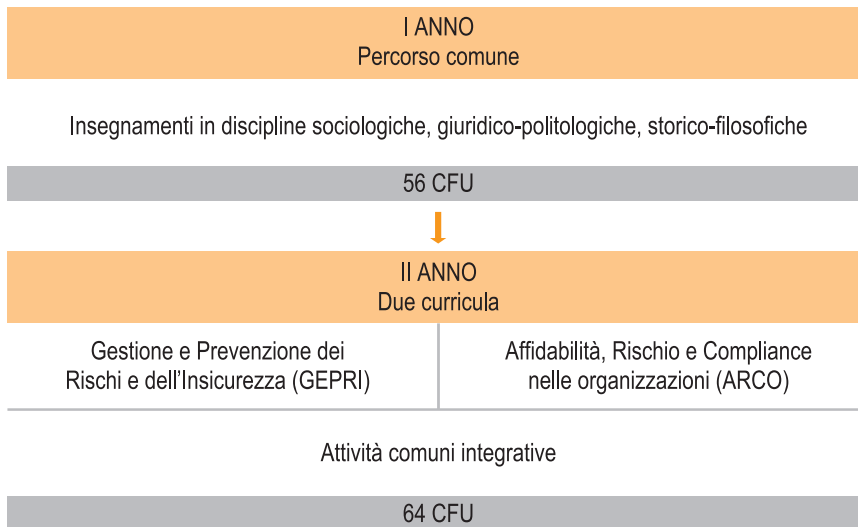 I ANNO
Percorso comune
Insegnamenti in discipline sociologiche, giuridico-politologiche, storico-filosofiche
56 CFU
II ANNO
Due curricula
Gestione e Prevenzione dei
Rischi e dell'Insicurezza (GEPRI)
Affidabilità, Rischio e Compliance
nelle organizzazioni (ARCO)
Attività comuni integrative
64 CFU